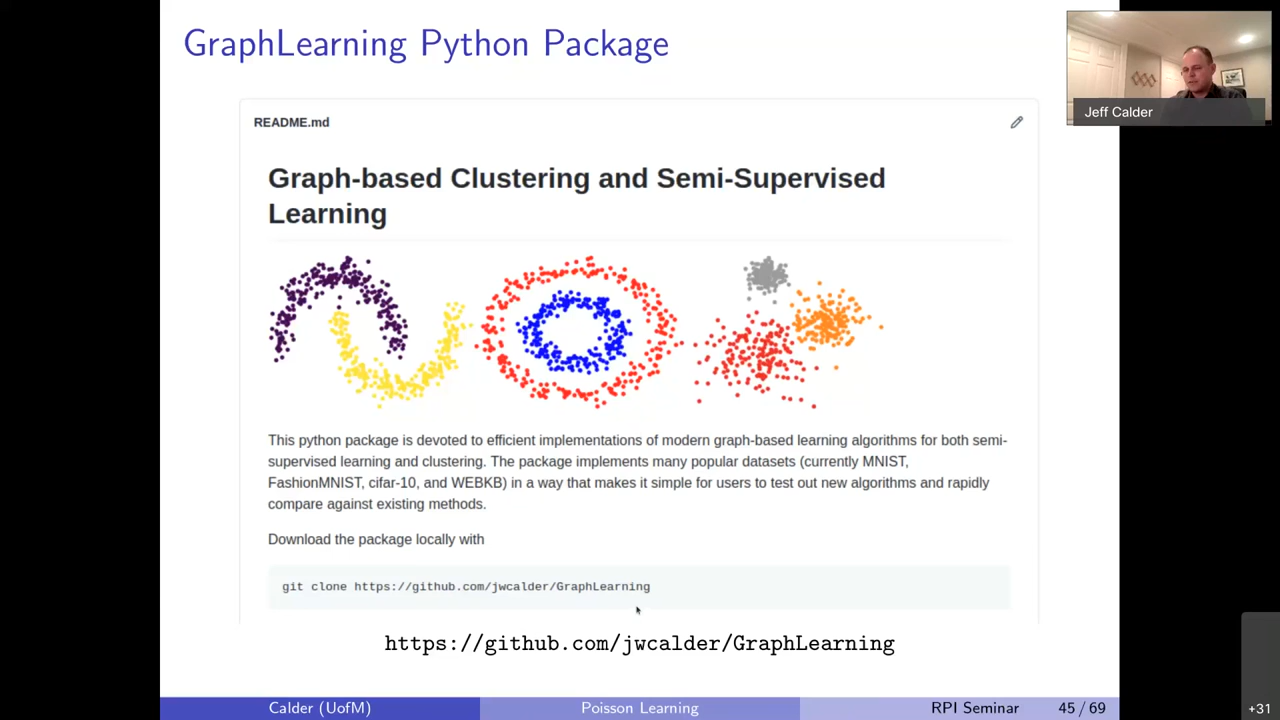 GraphLearning Python Package
Jeff Calder
README.md
Graph-based Clustering and Semi-Supervised
Learning
This python package is devoted to efficient implementations of modern graph-based learning algorithms for both semi-
supervised learning and clustering. The package implements many popular datasets (currently MNIST,
FashionMNIST, cifar-10, and WEBKB) in a way that makes it simple for users to test out new algorithms and rapidly
compare against existing methods.
Download the package locally with
git clone https://github.com/jwcalder/GraphLearning
https://github.com/jwcalder/GraphLearning
Calder (UofM) Poisson Learning RPI Seminar 45 / 69
+31